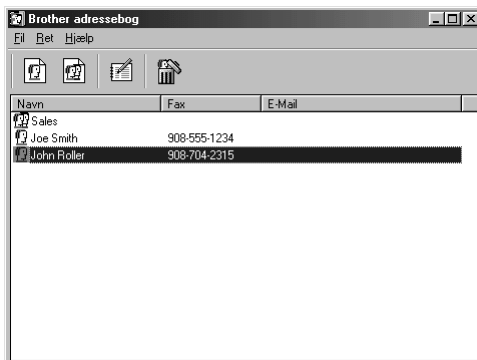 Brother adressebog
Fil Ret Hjælp
Navn Fax E-Mail
Sales
Joe Smith 908-555-1234
John Roller 908-704-2315